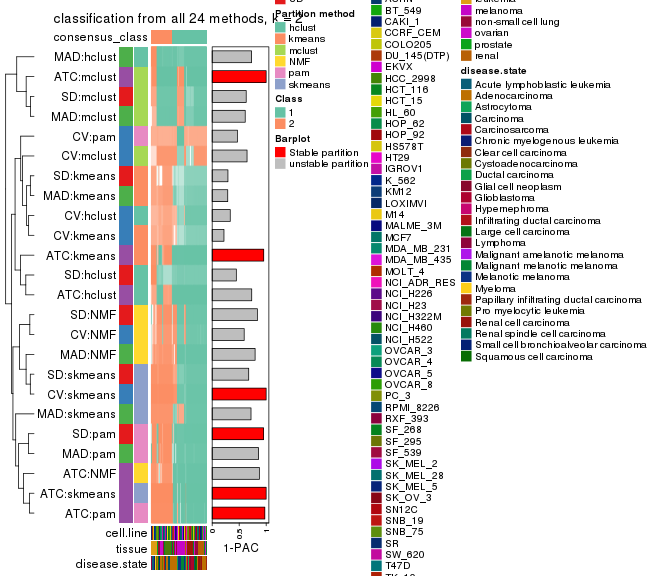 classification from all 24 methods, k = 2
consensus_class
MAD:hclust
ATC:mclust
SD:mclust
MAD:mclust
CV:pam
CV:mclust
SD:kmeans
MAD:kmeans
CV:hclust
CV:kmeans
ATC:kmeans
SD:hclust
ATC:hclust
SD:NMF
CV:NMF
MAD:NMF
SD:skmeans
CV:skmeans
MAD:skmeans
SD:pam
MAD:pam
ATC:NMF
ATC:skmeans
ATC:pam
cell.line
tissue
disease.state
0
0.5
1
1-PAC
Partition method
hclust
kmeans
mclust
NMF
pam
skmeans
Class
1
2
Barplot
Stable partition
unstable partition
BT_549
CAKI_1
CCRF_CEM
COLO205
DU_145(DTP)
EKVX
HCC_2998
HCT_116
HCT_15
HL_60
HOP_62
HOP_92
HS578T
HT29
IGROV1
K_562
KM12
LOXIMVI
M14
MALME_3M
MCF7
MDA_MB_231
MDA_MB_435
MOLT_4
NCI_ADR_RES
NCI_H226
NCI_H23
NCI_H322M
NCI_H460
NCI_H522
OVCAR_3
OVCAR_4
OVCAR_5
OVCAR_8
PC_3
RPMI_8226
RXF_393
SF_268
SF_295
SF_539
SK_MEL_2
SK_MEL_28
SK_MEL_5
SK_OV_3
SN12C
SNB_19
SNB_75
SR
SW_620
T47D
melanoma
non-small cell lung
ovarian
prostate
renal
disease.state
Acute lymphoblastic leukemia
Adenocarcinoma
Astrocytoma
Carcinoma
Carcinosarcoma
Chronic myelogenous leukemia
Clear cell carcinoma
Cystoadenocarcinoma
Ductal carcinoma
Glial cell neoplasm
Glioblastoma
Hypernephroma
Infiltrating ductal carcinoma
Large cell carcinoma
Lymphoma
Malignant amelanotic melanoma
Malignant melanotic melanoma
Melanotic melanoma
Myeloma
Papillary infiltrating ductal carcinoma
Pro myelocytic leukemia
Renal cell carcinoma
Renal spindle cell carcinoma
Small cell bronchioalveolar carcinoma
Squamous cell carcinoma